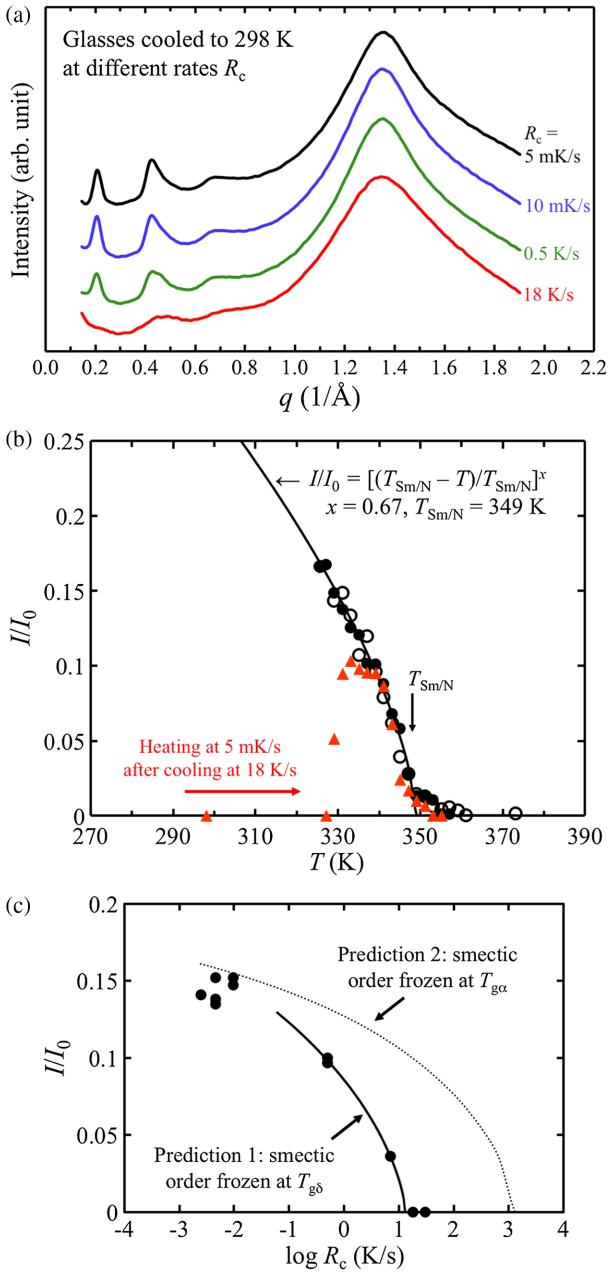 (a)
Glasses cooled to 298 K
at different rates Rc
Rc =
5 mK/s
10 mK/s
0.5 K/s
18 K/s
Intensity (arb. unit)
0.0 0.2 0.4 0.6 0.8 1.0 1.2 1.4 1.6 1.8 2.0 2.2
q (1/Å)
(b)
0.25
0.2
0.15
0.1
0.05
0
I/I0
← I/I0 = [(TSm/N − T)/TSm/N]x
x = 0.67, TSm/N = 349 K
TSm/N
Heating at 5 mK/s
after cooling at 18 K/s
270 290 310 330 350 370 390
T (K)
(c)
0.2
0.15
0.1
0.05
0
I/I0
Prediction 2: smectic
order frozen at Tgα
Prediction 1: smectic
order frozen at Tgδ
-4 -3 -2 -1 0 1 2 3 4
log Rc (K/s)